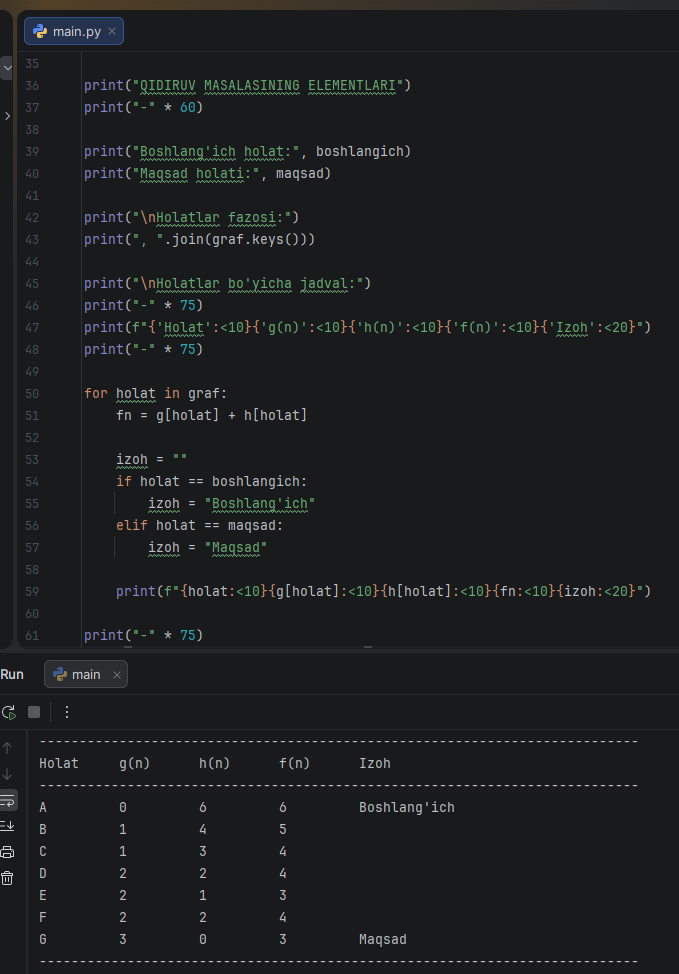 main.py
35
36 print("QIDIRUV MASALASINING ELEMENTLARI")
37 print("-" * 60)
38
39 print("Boshlang'ich holat:", boshlangich)
40 print("Maqsad holati:", maqsad)
41
42 print("\nHolatlar fazosi:")
43 print(", ".join(graf.keys()))
44
45 print("\nHolatlar bo'yicha jadval:")
46 print("-" * 75)
47 print(f"{'Holat':<10}{'g(n)':<10}{'h(n)':<10}{'f(n)':<10}{'Izoh':<20}")
48 print("-" * 75)
49
50 for holat in graf:
51     fn = g[holat] + h[holat]
52
53     izoh = ""
54     if holat == boshlangich:
55         izoh = "Boshlang'ich"
56     elif holat == maqsad:
57         izoh = "Maqsad"
58
59     print(f"{holat:<10}{g[holat]:<10}{h[holat]:<10}{fn:<10}{izoh:<20}")
60
61 print("-" * 75)
Run main
---------------------------------------------------------------------------
Holat     g(n)      h(n)      f(n)      Izoh
---------------------------------------------------------------------------
A         0         6         6         Boshlang'ich
B         1         4         5
C         1         3         4
D         2         2         4
E         2         1         3
F         2         2         4
G         3         0         3         Maqsad
---------------------------------------------------------------------------